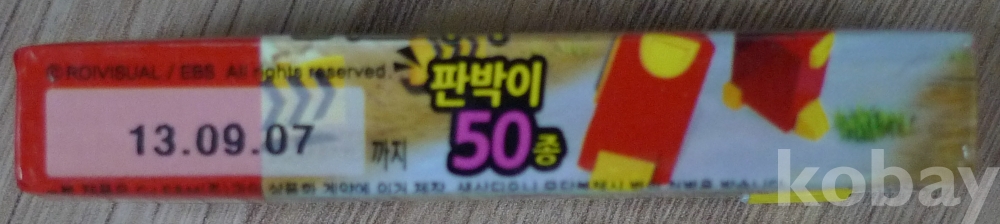 ©ROIVISUAL / EBS All rights reserved.
판박이
50종
13.09.07 까지
kobay